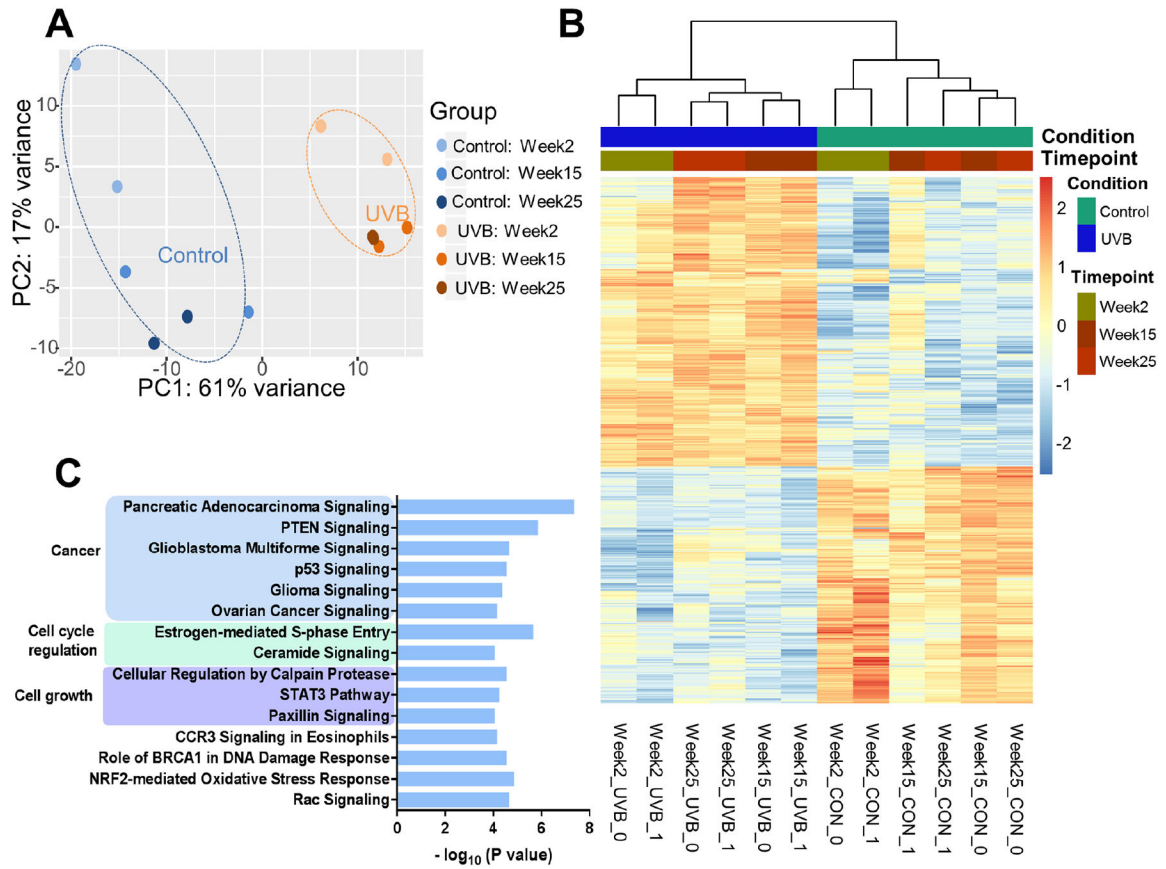 A
PC2: 17% variance
10
5
0
-5
-10
-20
-10
0
10
PC1: 61% variance
Control
UVB
Group
Control: Week2
Control: Week15
Control: Week25
UVB: Week2
UVB: Week15
UVB: Week25
B
Condition
Timepoint
Condition
Control
UVB
Timepoint
Week2
Week15
Week25
2
1
0
-1
-2
Week2_UVB_0
Week2_UVB_1
Week25_UVB_0
Week25_UVB_1
Week15_UVB_0
Week15_UVB_1
Week2_CON_0
Week2_CON_1
Week15_CON_1
Week25_CON_1
Week15_CON_0
Week25_CON_0
C
Cancer
Pancreatic Adenocarcinoma Signaling
PTEN Signaling
Glioblastoma Multiforme Signaling
p53 Signaling
Glioma Signaling
Ovarian Cancer Signaling
Cell cycle
regulation
Estrogen-mediated S-phase Entry
Ceramide Signaling
Cell growth
Cellular Regulation by Calpain Protease
STAT3 Pathway
Paxillin Signaling
CCR3 Signaling in Eosinophils
Role of BRCA1 in DNA Damage Response
NRF2-mediated Oxidative Stress Response
Rac Signaling
0
2
4
6
8
- log10 (P value)